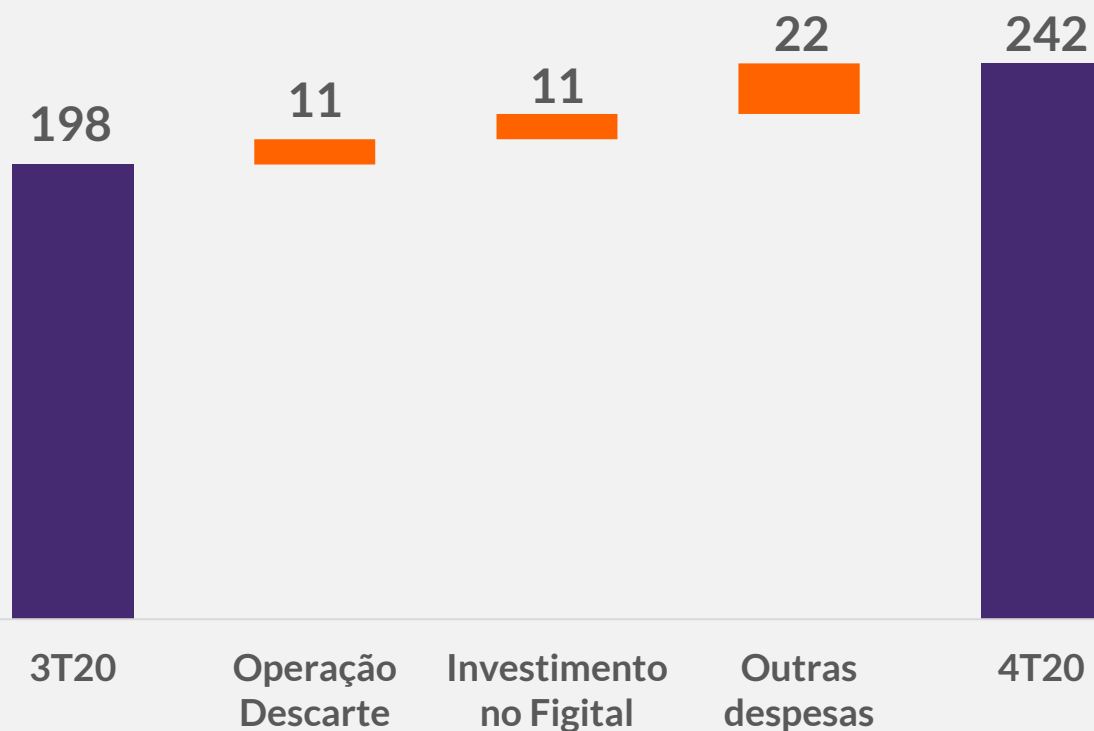 198
11
11
22
242
3T20
Operação
Descarte
Investimento
no Figital
Outras
despesas
4T20